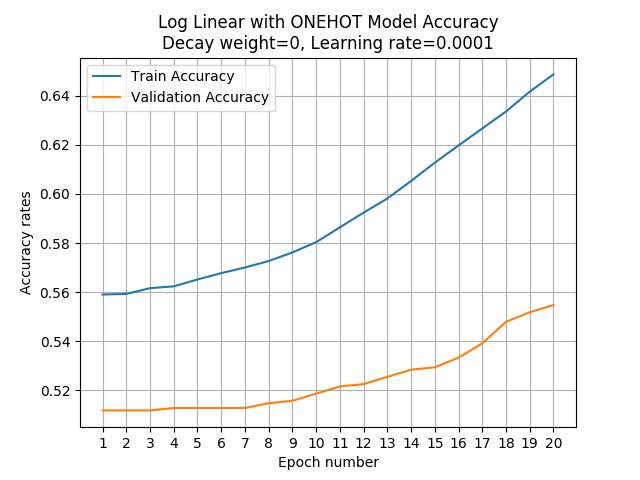 Log Linear with ONEHOT Model Accuracy
Decay weight=0, Learning rate=0.0001
Train Accuracy
Validation Accuracy
Accuracy rates
0.64
0.62
0.60
0.58
0.56
0.54
0.52
1 2 3 4 5 6 7 8 9 10 11 12 13 14 15 16 17 18 19 20
Epoch number